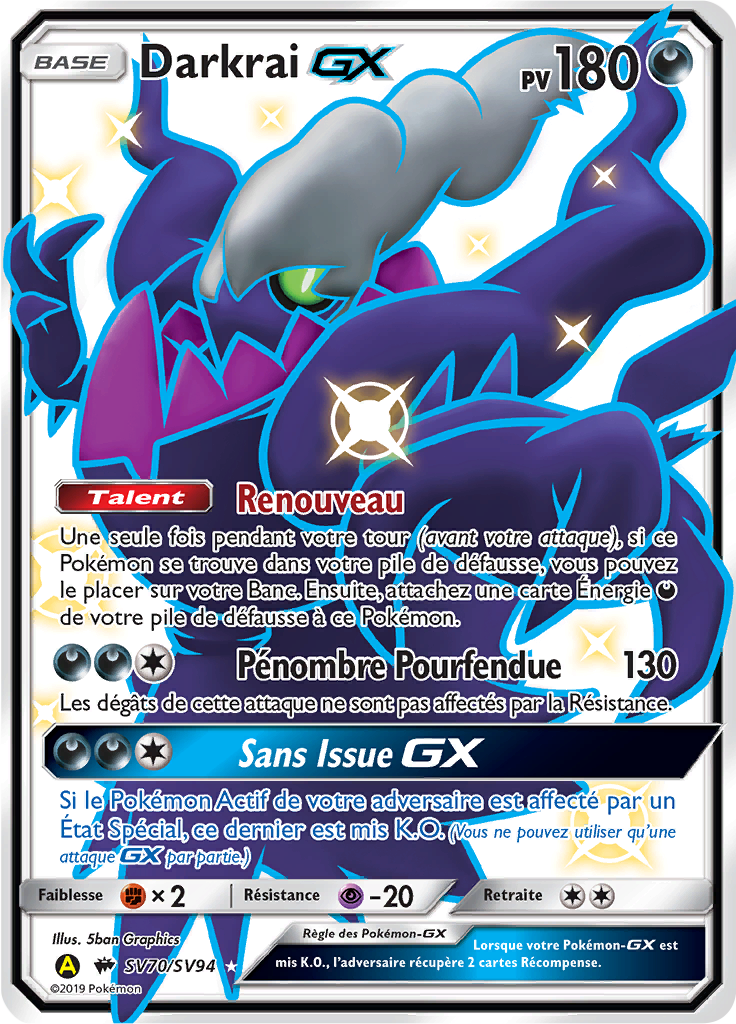 BASE Darkrai GX PV 180
Talent Renouveau
Une seule fois pendant votre tour (avant votre attaque), si ce
Pokémon se trouve dans votre pile de défausse, vous pouvez
le placer sur votre Banc. Ensuite, attachez une carte Énergie
de votre pile de défausse à ce Pokémon.
Pénombre Pourfendue 130
Les dégâts de cette attaque ne sont pas affectés par la Résistance.
Sans Issue GX
Si le Pokémon Actif de votre adversaire est affecté par un
État Spécial, ce dernier est mis K.O. (Vous ne pouvez utiliser qu'une
attaque GX par partie.)
Faiblesse ×2 Résistance -20 Retraite
Illus. 5ban Graphics
A SV70/SV94
©2019 Pokémon
Règle des Pokémon-GX
Lorsque votre Pokémon-GX est
mis K.O., l'adversaire récupère 2 cartes Récompense.